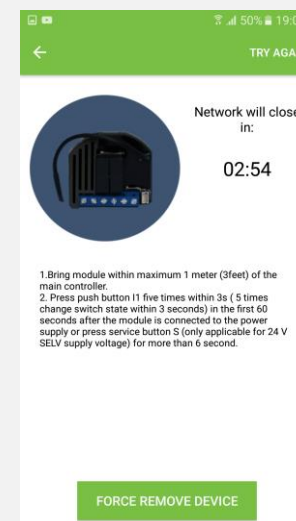 50% 19:0
TRY AGA
Network will close
in:
02:54
1.Bring module within maximum 1 meter (3feet) of the
main controller.
2. Press push button I1 five times within 3s ( 5 times
change switch state within 3 seconds) in the first 60
seconds after the module is connected to the power
supply or press service button S (only applicable for 24 V
SELV supply voltage) for more than 6 second.
FORCE REMOVE DEVICE